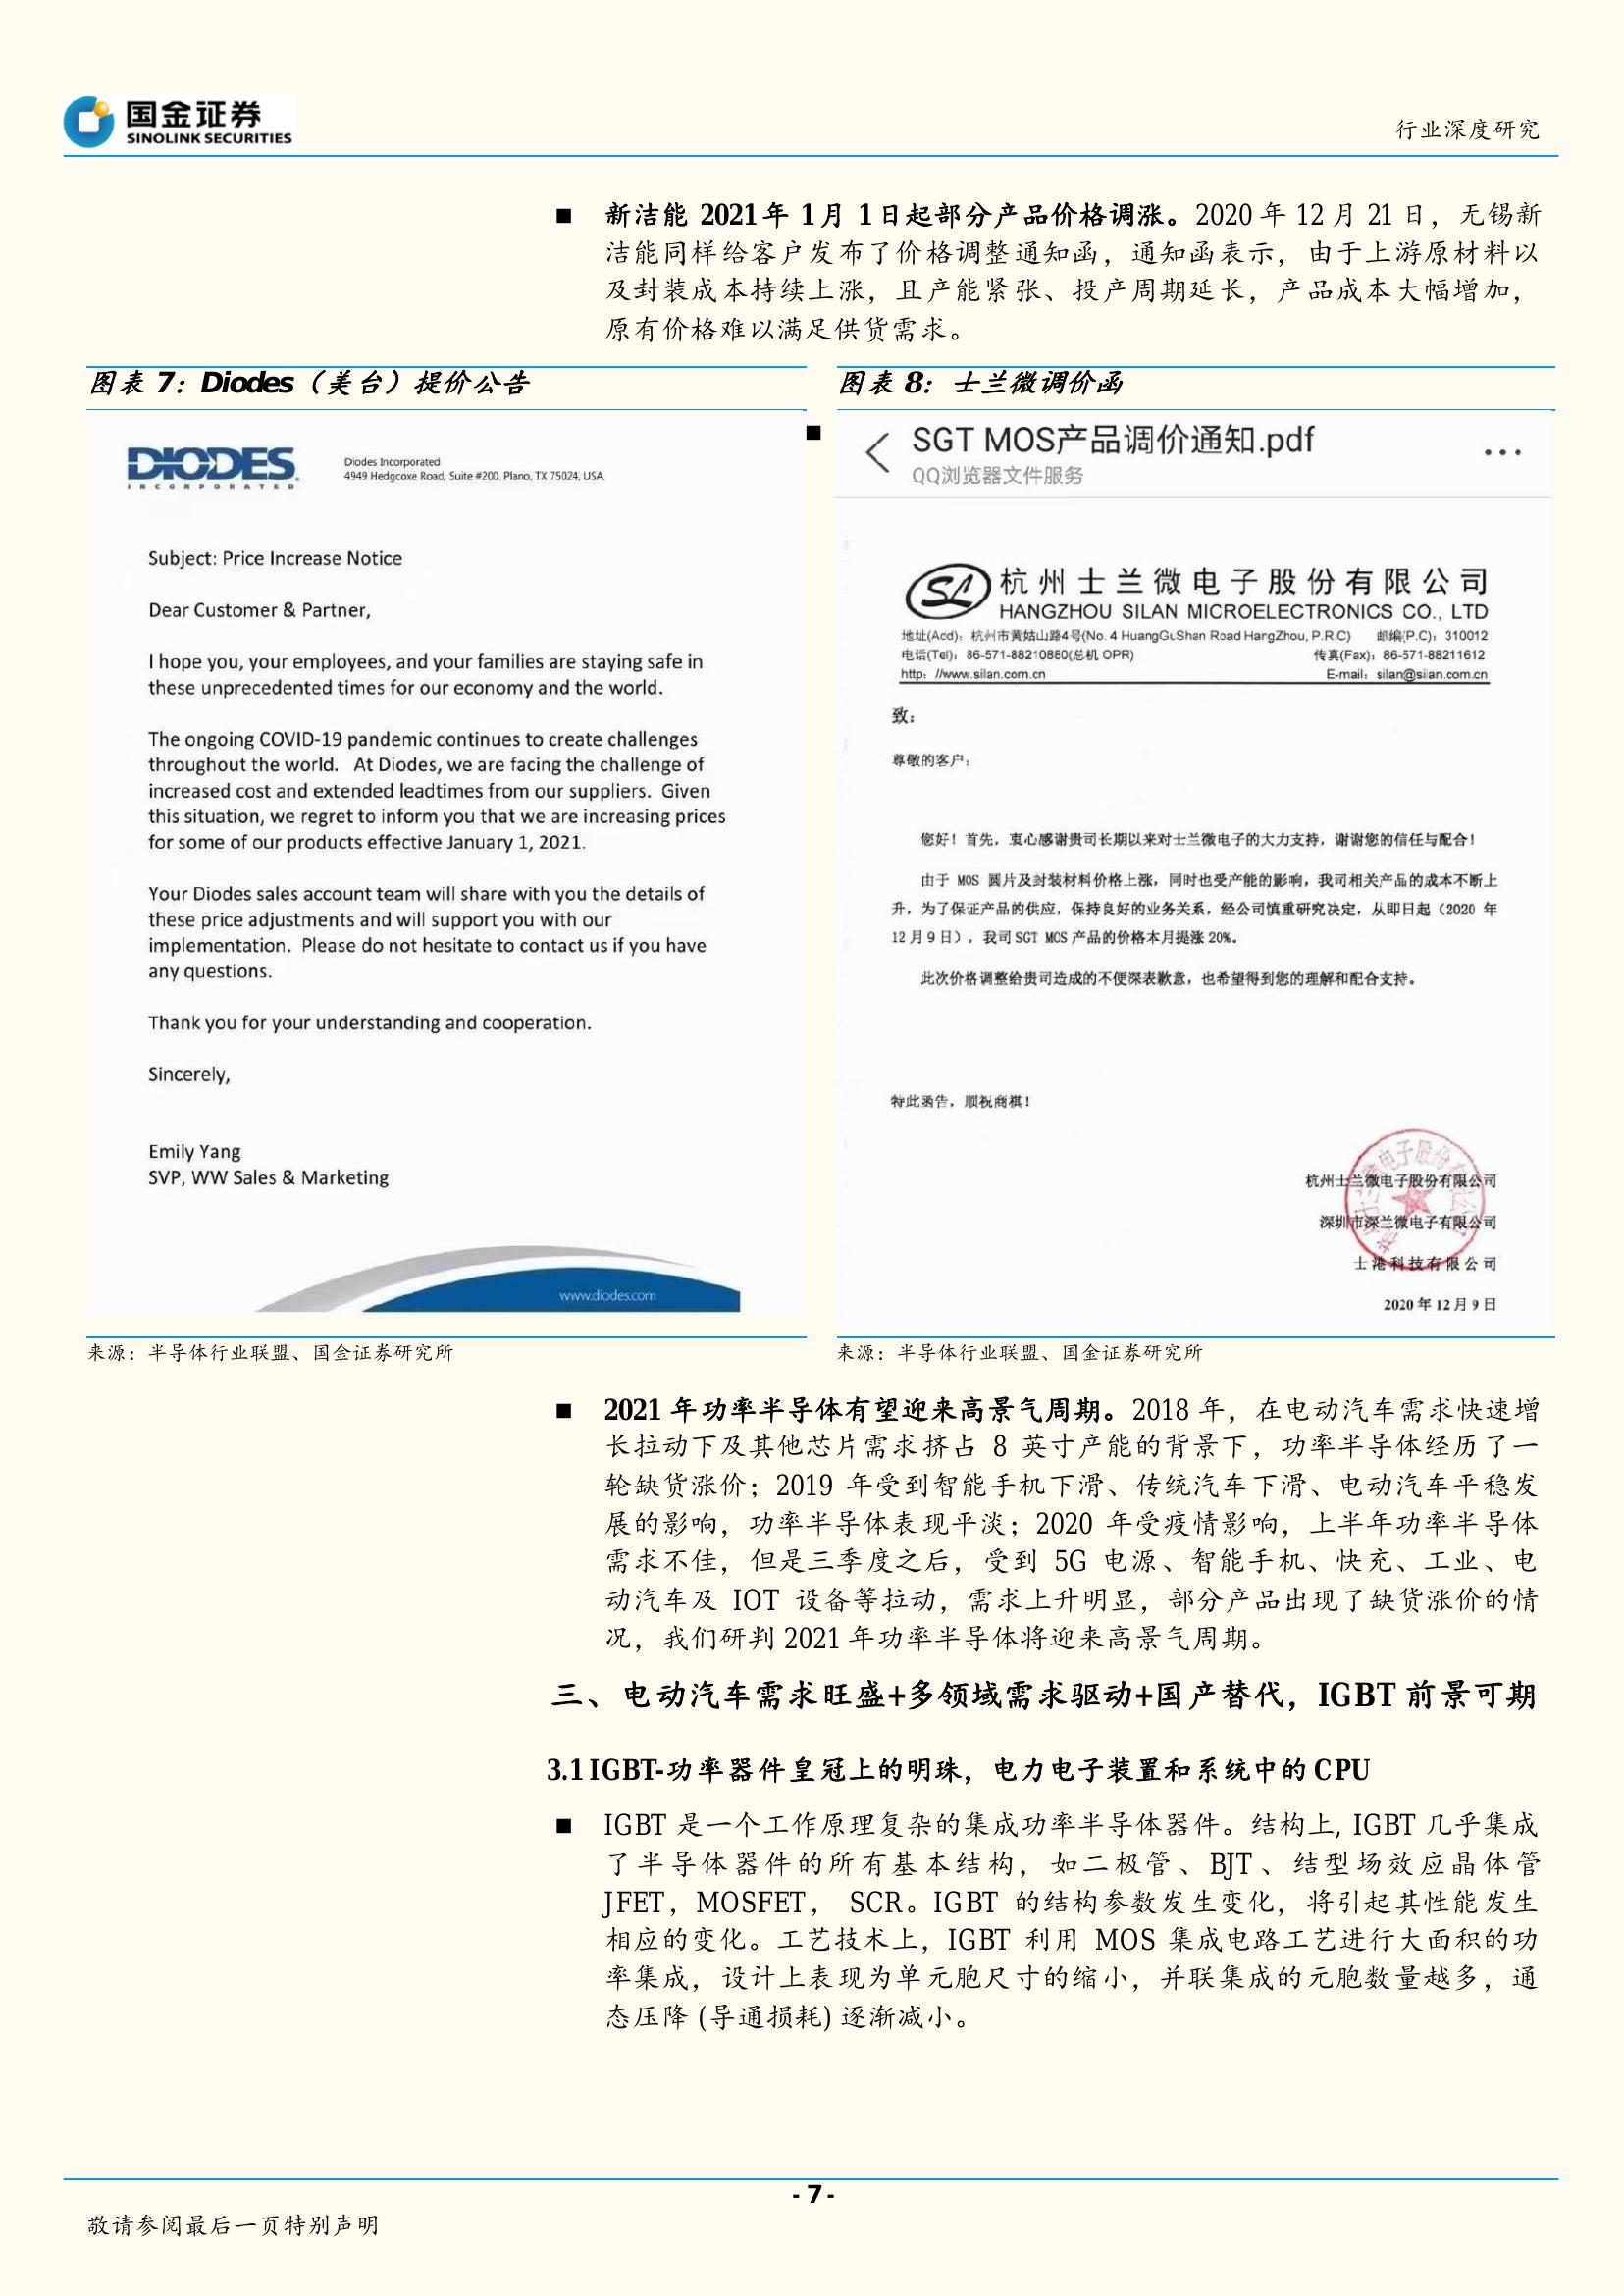 国金证券
SINOLINK SECURITIES
行业深度研究
■ 新洁能 2021 年 1 月 1 日起部分产品价格调涨。2020 年 12 月 21 日，无锡新
洁能同样给客户发布了价格调整通知函，通知函表示，由于上游原材料以
及封装成本持续上涨，且产能紧张、投产周期延长，产品成本大幅增加，
原有价格难以满足供货需求。
图表 7：Diodes（美台）提价公告
DIODES
INCORPORATED
Diodes Incorporated
4949 Hedgcoxe Road, Suite #200. Plano, TX 75024, USA
Subject: Price Increase Notice
Dear Customer & Partner,
I hope you, your employees, and your families are staying safe in
these unprecedented times for our economy and the world.
The ongoing COVID-19 pandemic continues to create challenges
throughout the world. At Diodes, we are facing the challenge of
increased cost and extended leadtimes from our suppliers. Given
this situation, we regret to inform you that we are increasing prices
for some of our products effective January 1, 2021.
Your Diodes sales account team will share with you the details of
these price adjustments and will support you with our
implementation. Please do not hesitate to contact us if you have
any questions.
Thank you for your understanding and cooperation.
Sincerely,
Emily Yang
SVP, WW Sales & Marketing
www.diodes.com
来源：半导体行业联盟、国金证券研究所
图表 8：士兰微调价函
■
SGT MOS产品调价通知.pdf
QQ浏览器文件服务
杭州士兰微电子股份有限公司
HANGZHOU SILAN MICROELECTRONICS CO., LTD
地址(Add)：杭州市黄姑山路4号(No. 4 HuangGuShan Road HangZhou, P.R.C) 邮编(P.C)：310012
电话(Tel)：86-571-88210880(总机 OPR) 传真(Fax)：86-571-88211612
http：//www.silan.com.cn E-mail：silan@silan.com.cn
致：
尊敬的客户：
您好！首先，衷心感谢贵司长期以来对士兰微电子的大力支持，谢谢您的信任与配合！
由于 MOS 圆片及封装材料价格上涨，同时也受产能的影响，我司相关产品的成本不断上
升，为了保证产品的供应，保持良好的业务关系，经公司慎重研究决定，从即日起（2020 年
12 月 9 日），我司 SGT MOS 产品的价格本月提涨 20%。
此次价格调整给贵司造成的不便深表歉意，也希望得到您的理解和配合支持。
特此函告，顺祝商祺！
杭州士兰微电子股份有限公司
深圳市深兰微电子有限公司
士港科技有限公司
2020 年 12 月 9 日
来源：半导体行业联盟、国金证券研究所
■ 2021 年功率半导体有望迎来高景气周期。2018 年，在电动汽车需求快速增
长拉动下及其他芯片需求挤占 8 英寸产能的背景下，功率半导体经历了一
轮缺货涨价；2019 年受到智能手机下滑、传统汽车下滑、电动汽车平稳发
展的影响，功率半导体表现平淡；2020 年受疫情影响，上半年功率半导体
需求不佳，但是三季度之后，受到 5G 电源、智能手机、快充、工业、电
动汽车及 IOT 设备等拉动，需求上升明显，部分产品出现了缺货涨价的情
况，我们研判 2021 年功率半导体将迎来高景气周期。
三、电动汽车需求旺盛+多领域需求驱动+国产替代，IGBT 前景可期
3.1 IGBT-功率器件皇冠上的明珠，电力电子装置和系统中的 CPU
■ IGBT 是一个工作原理复杂的集成功率半导体器件。结构上, IGBT 几乎集成
了半导体器件的所有基本结构，如二极管、BJT、结型场效应晶体管
JFET，MOSFET， SCR。IGBT 的结构参数发生变化，将引起其性能发生
相应的变化。工艺技术上，IGBT 利用 MOS 集成电路工艺进行大面积的功
率集成，设计上表现为单元胞尺寸的缩小，并联集成的元胞数量越多，通
态压降 (导通损耗) 逐渐减小。
- 7 -
敬请参阅最后一页特别声明